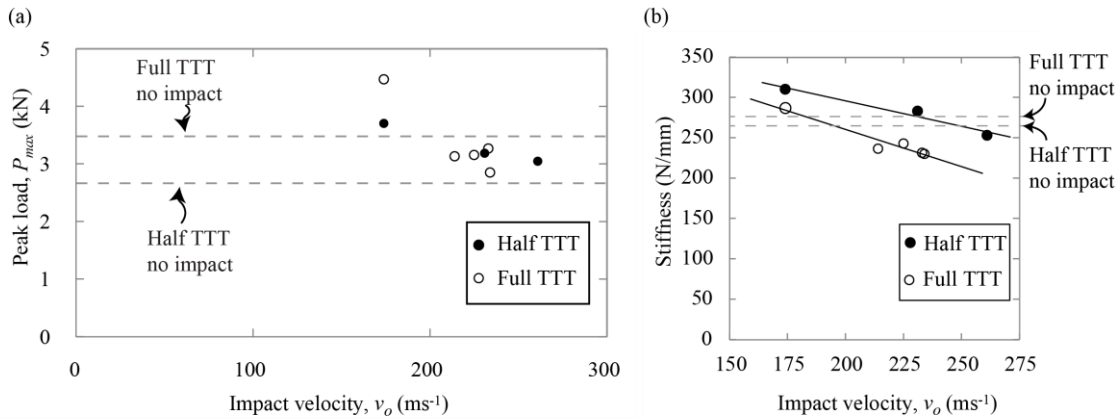 (a)
5
4
3
2
1
0
0
100
200
300
Peak load, P_max (kN)
Impact velocity, v_o (ms⁻¹)
Full TTT
no impact
Half TTT
no impact
Half TTT
Full TTT
(b)
350
300
250
200
150
100
50
0
150
175
200
225
250
275
Stiffness (N/mm)
Impact velocity, v_o (ms⁻¹)
Full TTT
no impact
Half TTT
no impact
Half TTT
Full TTT